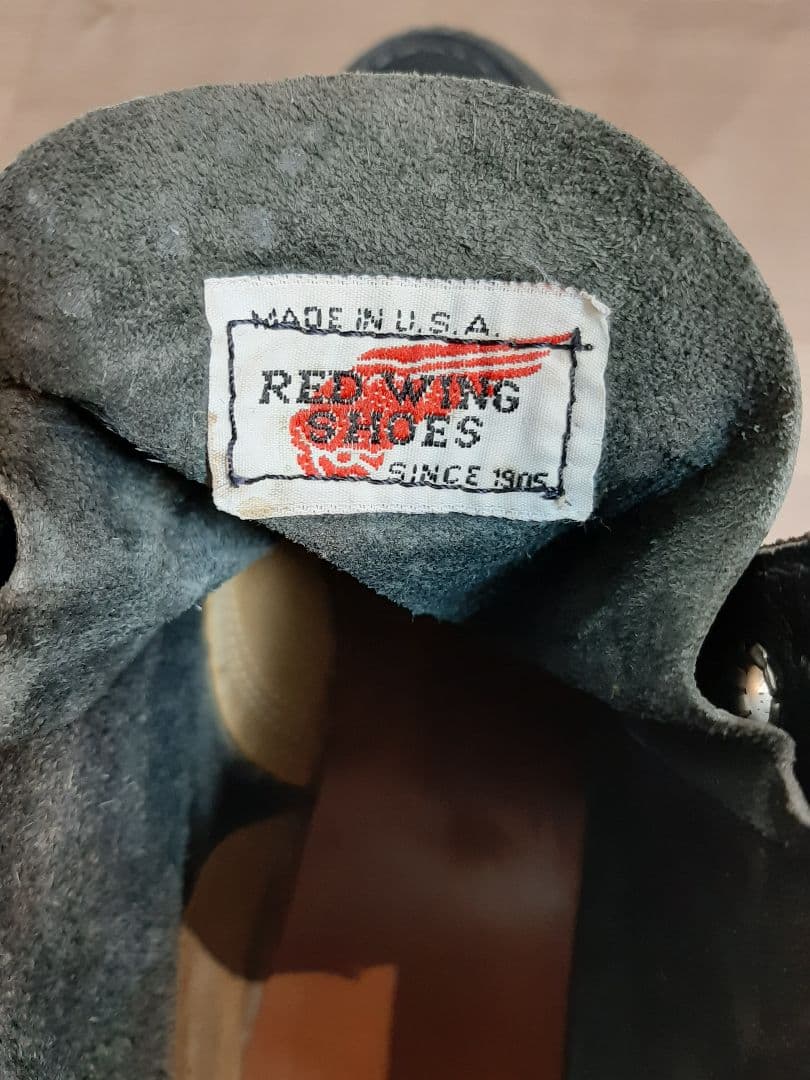 MADE IN U.S.A.
RED WING
SHOES
SINCE 1905